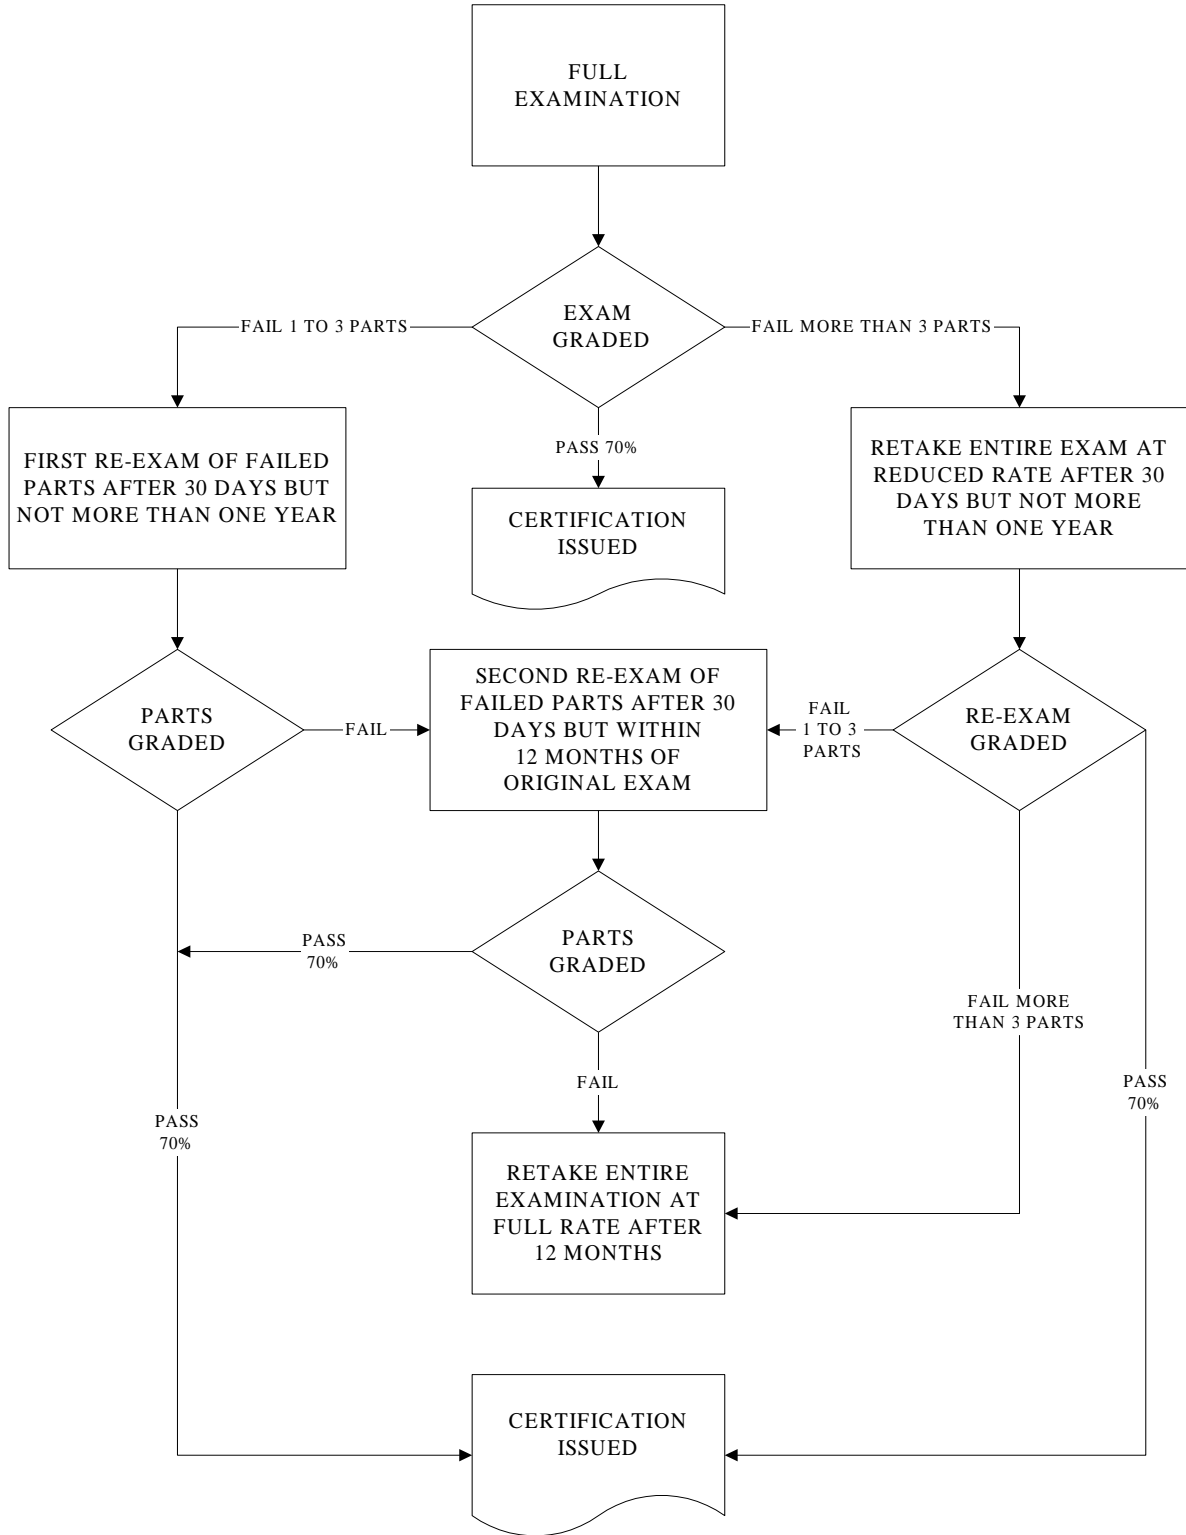 FULL
EXAMINATION
EXAM
GRADED
FAIL 1 TO 3 PARTS
FAIL MORE THAN 3 PARTS
PASS 70%
FIRST RE-EXAM OF FAILED
PARTS AFTER 30 DAYS BUT
NOT MORE THAN ONE YEAR
CERTIFICATION
ISSUED
RETAKE ENTIRE EXAM AT
REDUCED RATE AFTER 30
DAYS BUT NOT MORE
THAN ONE YEAR
PARTS
GRADED
FAIL
SECOND RE-EXAM OF
FAILED PARTS AFTER 30
DAYS BUT WITHIN
12 MONTHS OF
ORIGINAL EXAM
FAIL
1 TO 3
PARTS
RE-EXAM
GRADED
PASS
70%
PARTS
GRADED
FAIL MORE
THAN 3 PARTS
FAIL
PASS
70%
PASS
70%
RETAKE ENTIRE
EXAMINATION AT
FULL RATE AFTER
12 MONTHS
CERTIFICATION
ISSUED